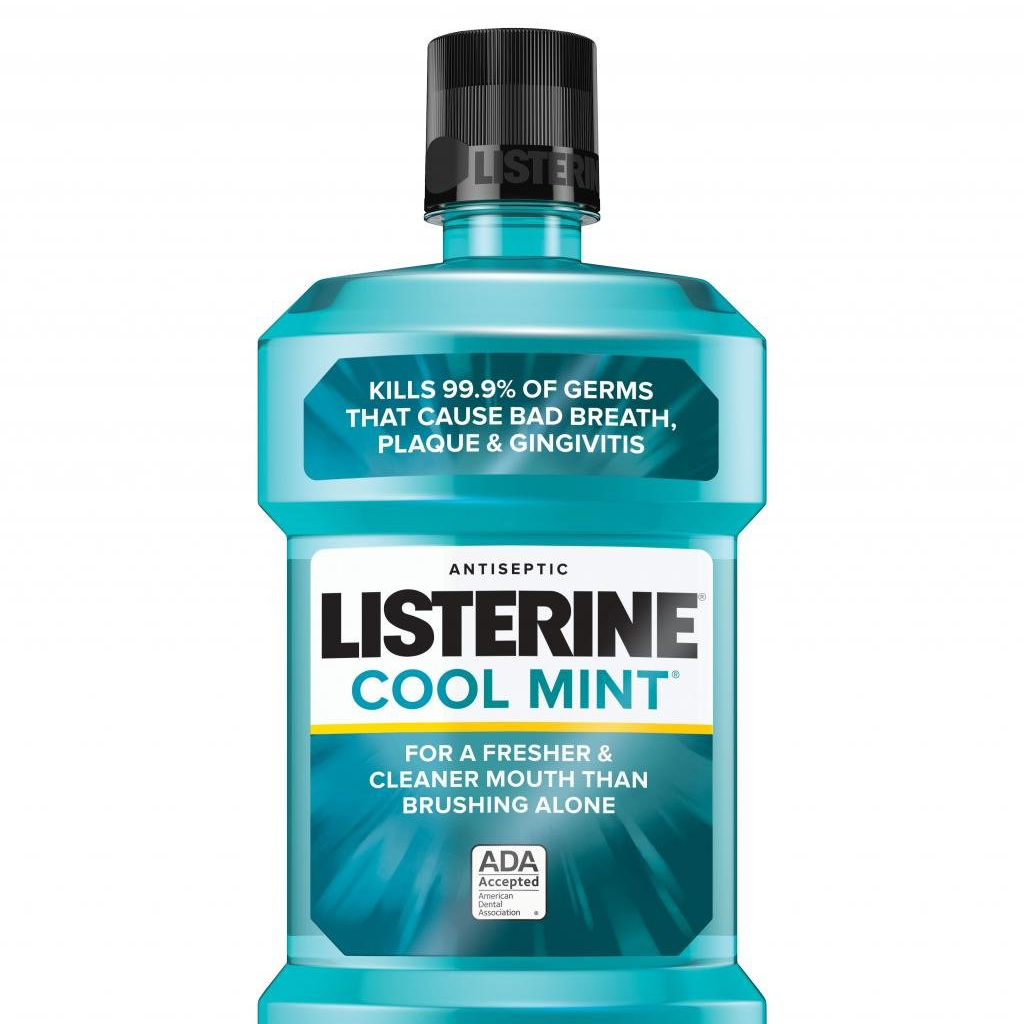 LISTERIN
KILLS 99.9% OF GERMS
THAT CAUSE BAD BREATH,
PLAQUE & GINGIVITIS
ANTISEPTIC
LISTERINE®
COOL MINT®
FOR A FRESHER &
CLEANER MOUTH THAN
BRUSHING ALONE
ADA
Accepted
American
Dental
Association ®